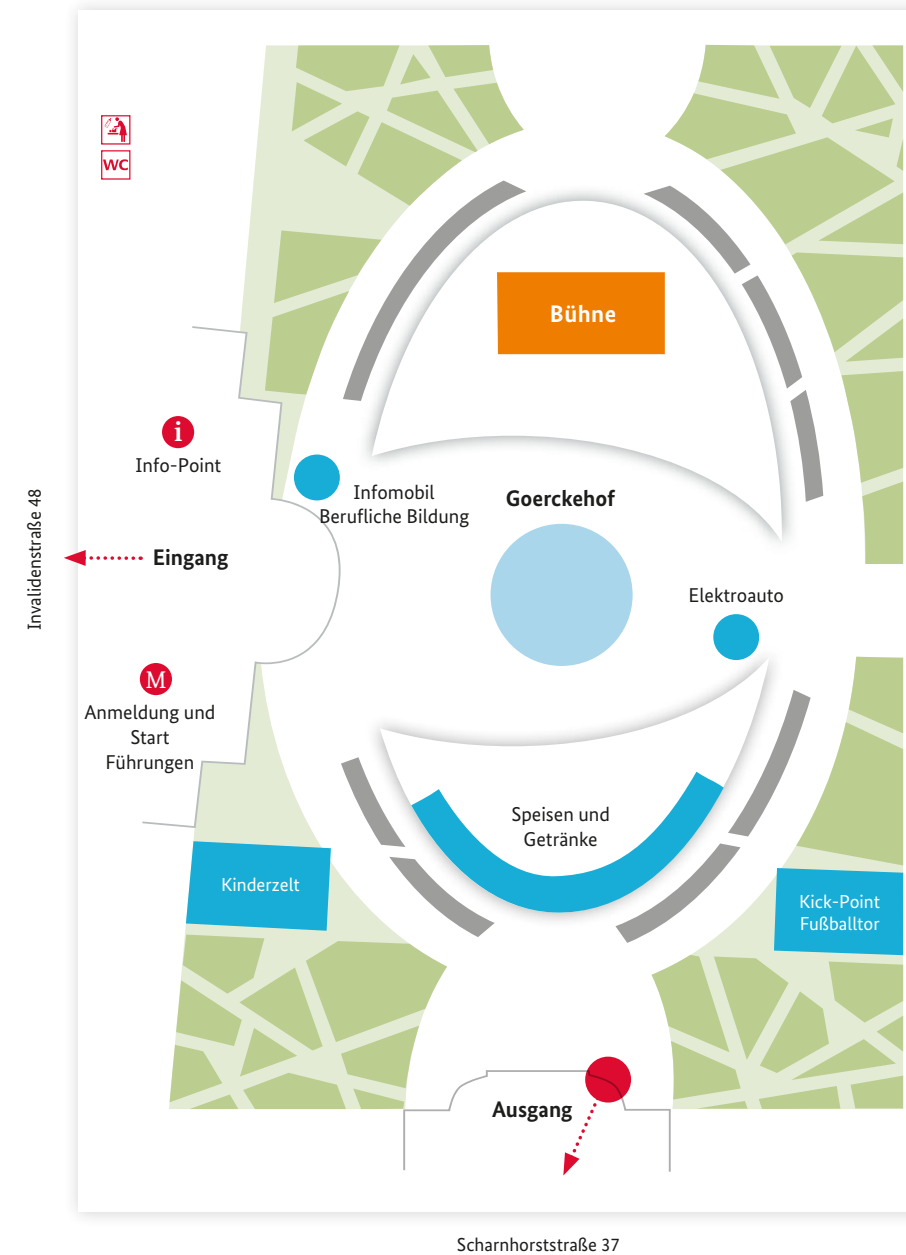 WC
Bühne
i
Info-Point
Infomobil
Berufliche Bildung
Goerckehof
Invalidenstraße 48
Eingang
Elektroauto
M
Anmeldung und
Start
Führungen
Speisen und
Getränke
Kinderzelt
Kick-Point
Fußballtor
Ausgang
Scharnhorststraße 37